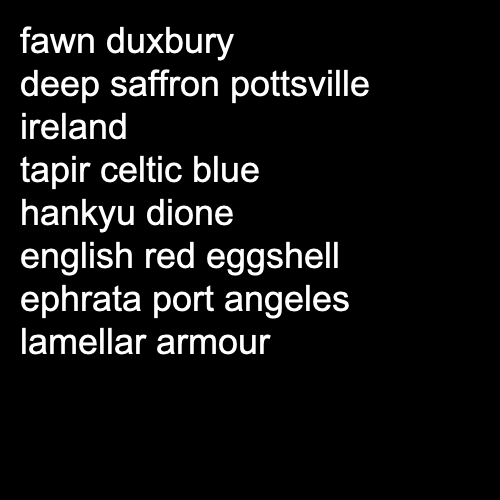 fawn duxbury
deep saffron pottsville
ireland
tapir celtic blue
hankyu dione
english red eggshell
ephrata port angeles
lamellar armour